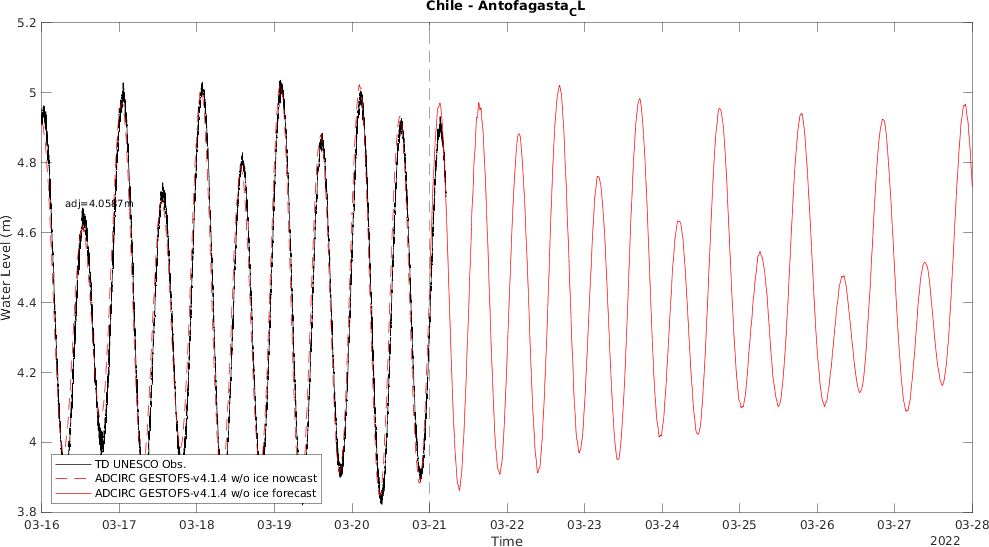 Chile - Antofagasta_CL
5.2
5
4.8
4.6
4.4
4.2
4
3.8
Water Level (m)
adj=4.0587m
TD UNESCO Obs.
ADCIRC GESTOFS-v4.1.4 w/o ice nowcast
ADCIRC GESTOFS-v4.1.4 w/o ice forecast
03-16 03-17 03-18 03-19 03-20 03-21 03-22 03-23 03-24 03-25 03-26 03-27 03-28
Time
2022